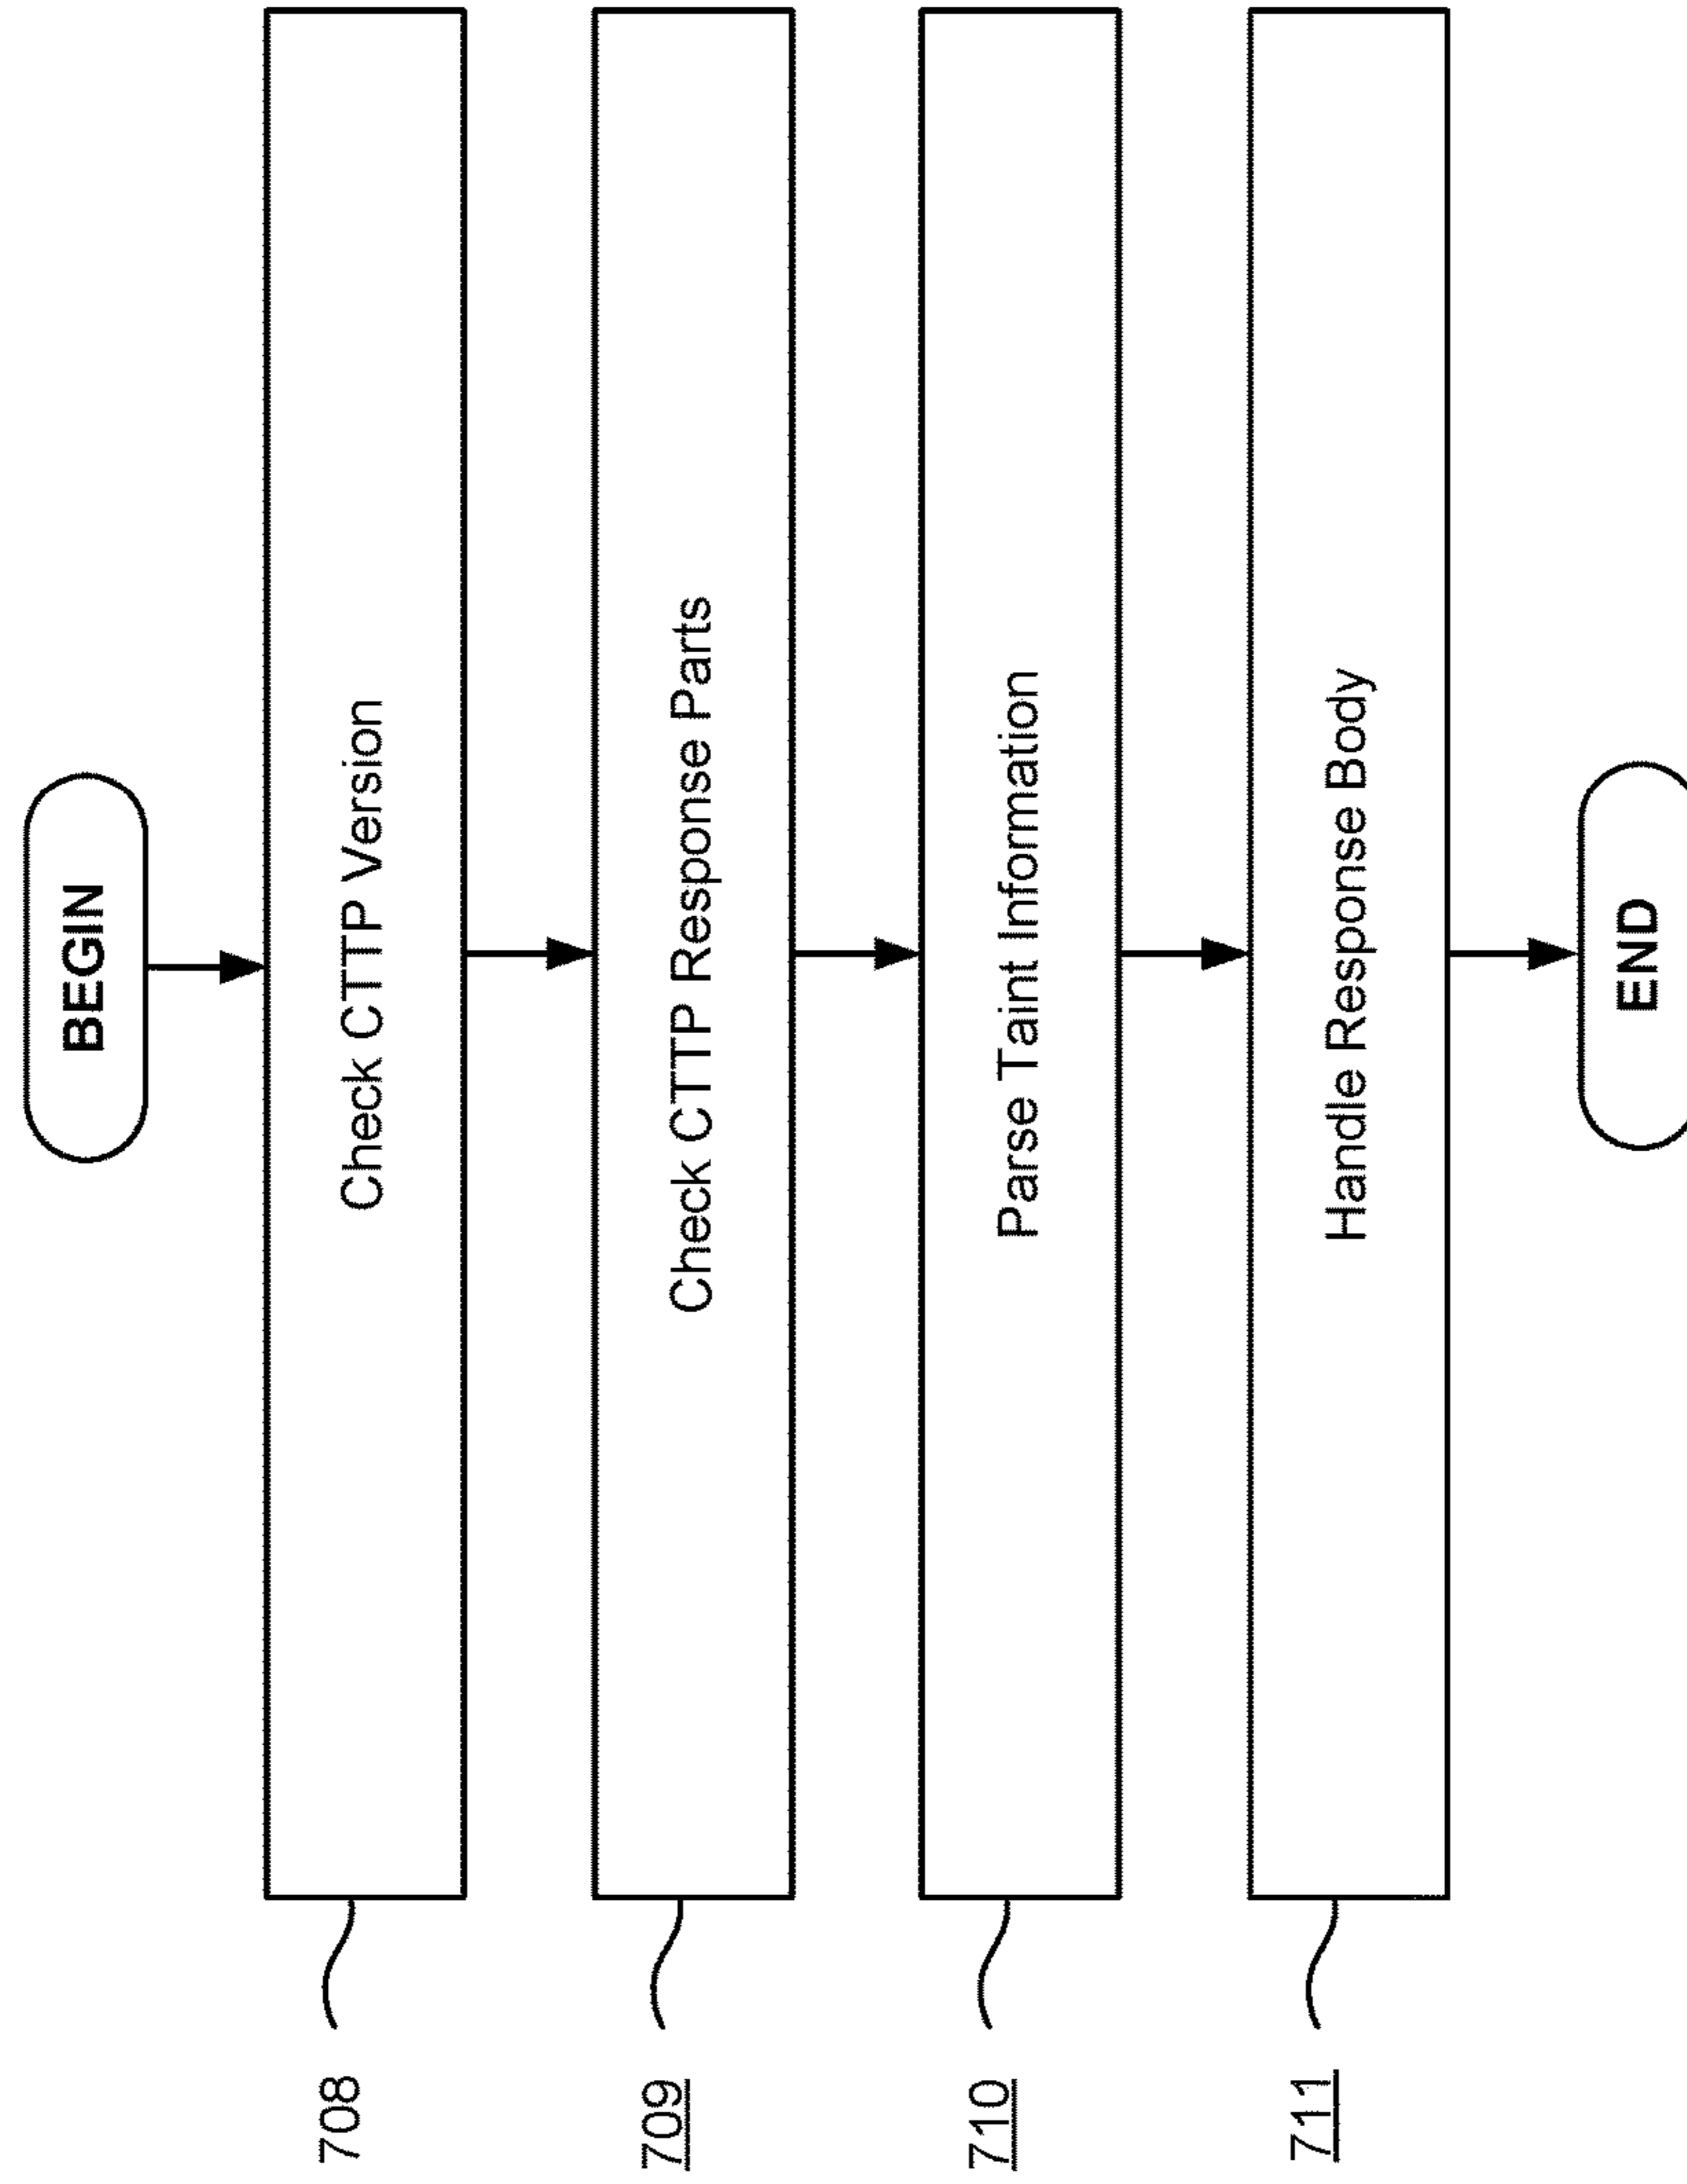 BEGIN
708
Check CTTP Version
709
Check CTTP Response Parts
710
Parse Taint Information
711
Handle Response Body
END